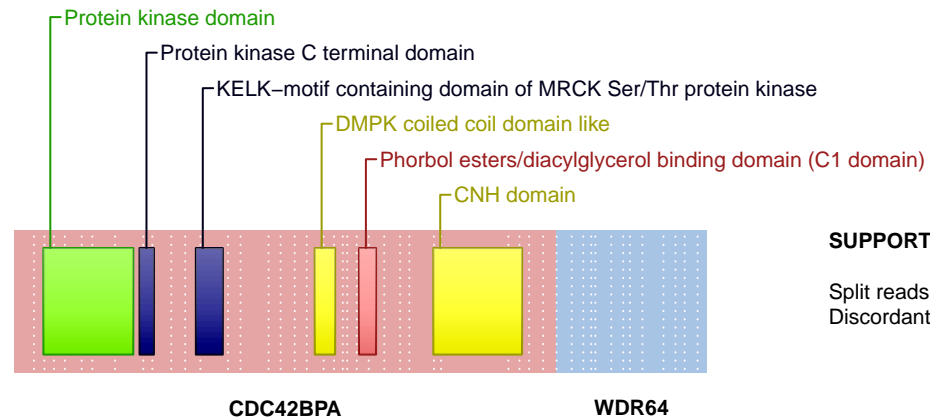 Protein kinase domain
Protein kinase C terminal domain
KELK−motif containing domain of MRCK Ser/Thr protein kinase
DMPK coiled coil domain like
Phorbol esters/diacylglycerol binding domain (C1 domain)
CNH domain
SUPPORT
Split reads
Discordant
CDC42BPA
WDR64